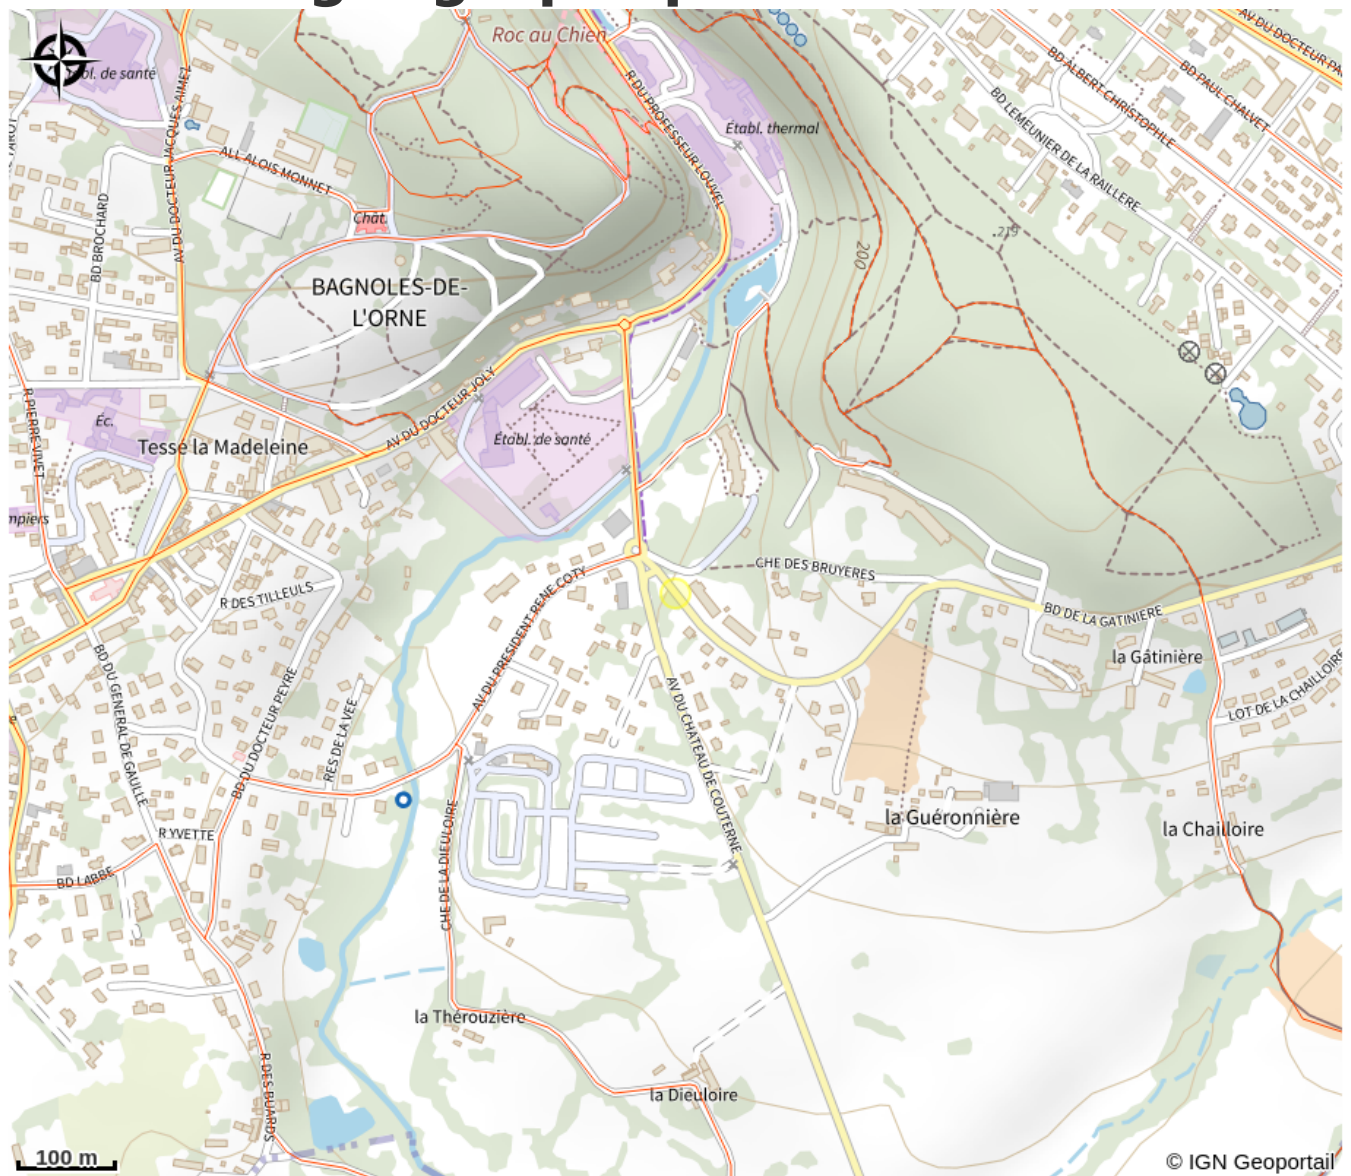 Roc au Chien
AV DU DOCTEUR PA
BD ALBERT CHRISTOPHLE
BD PAUL CHALVET
bl. de santé
R DU PROFESSEUR LOUVEL
BD LEMEUNIER DE LA RAILLERE
Établ. thermal
AV DU DOCTEUR JACQUES AIMEZ
ALL ALOIS MONNET
BD BROCHARD
Chât.
219
200
BAGNOLES-DE-
L'ORNE
R PIERRE VIVET
Éc.
AV DU DOCTEUR JOLY
Tesse la Madeleine
Établ. de santé
mpiers
CHE DES BRUYERES
R DES TILLEULS
AV DU PRESIDENT RENE COTY
BD DE LA GATINIERE
la Gâtinière
BD DU GENERAL DE GAULLE
BD DU DOCTEUR PEYRE
RES DE LA VEE
AV DU CHATEAU DE COUTERNE
LOT DE LA CHAILLOIRE
e
R YVETTE
CHE DE LA DIEULOIRE
la Guéronnière
la Chailloire
BD LABBE
la Thérouzière
R DES BUARDS
la Dieuloire
100 m
© IGN Geoportail